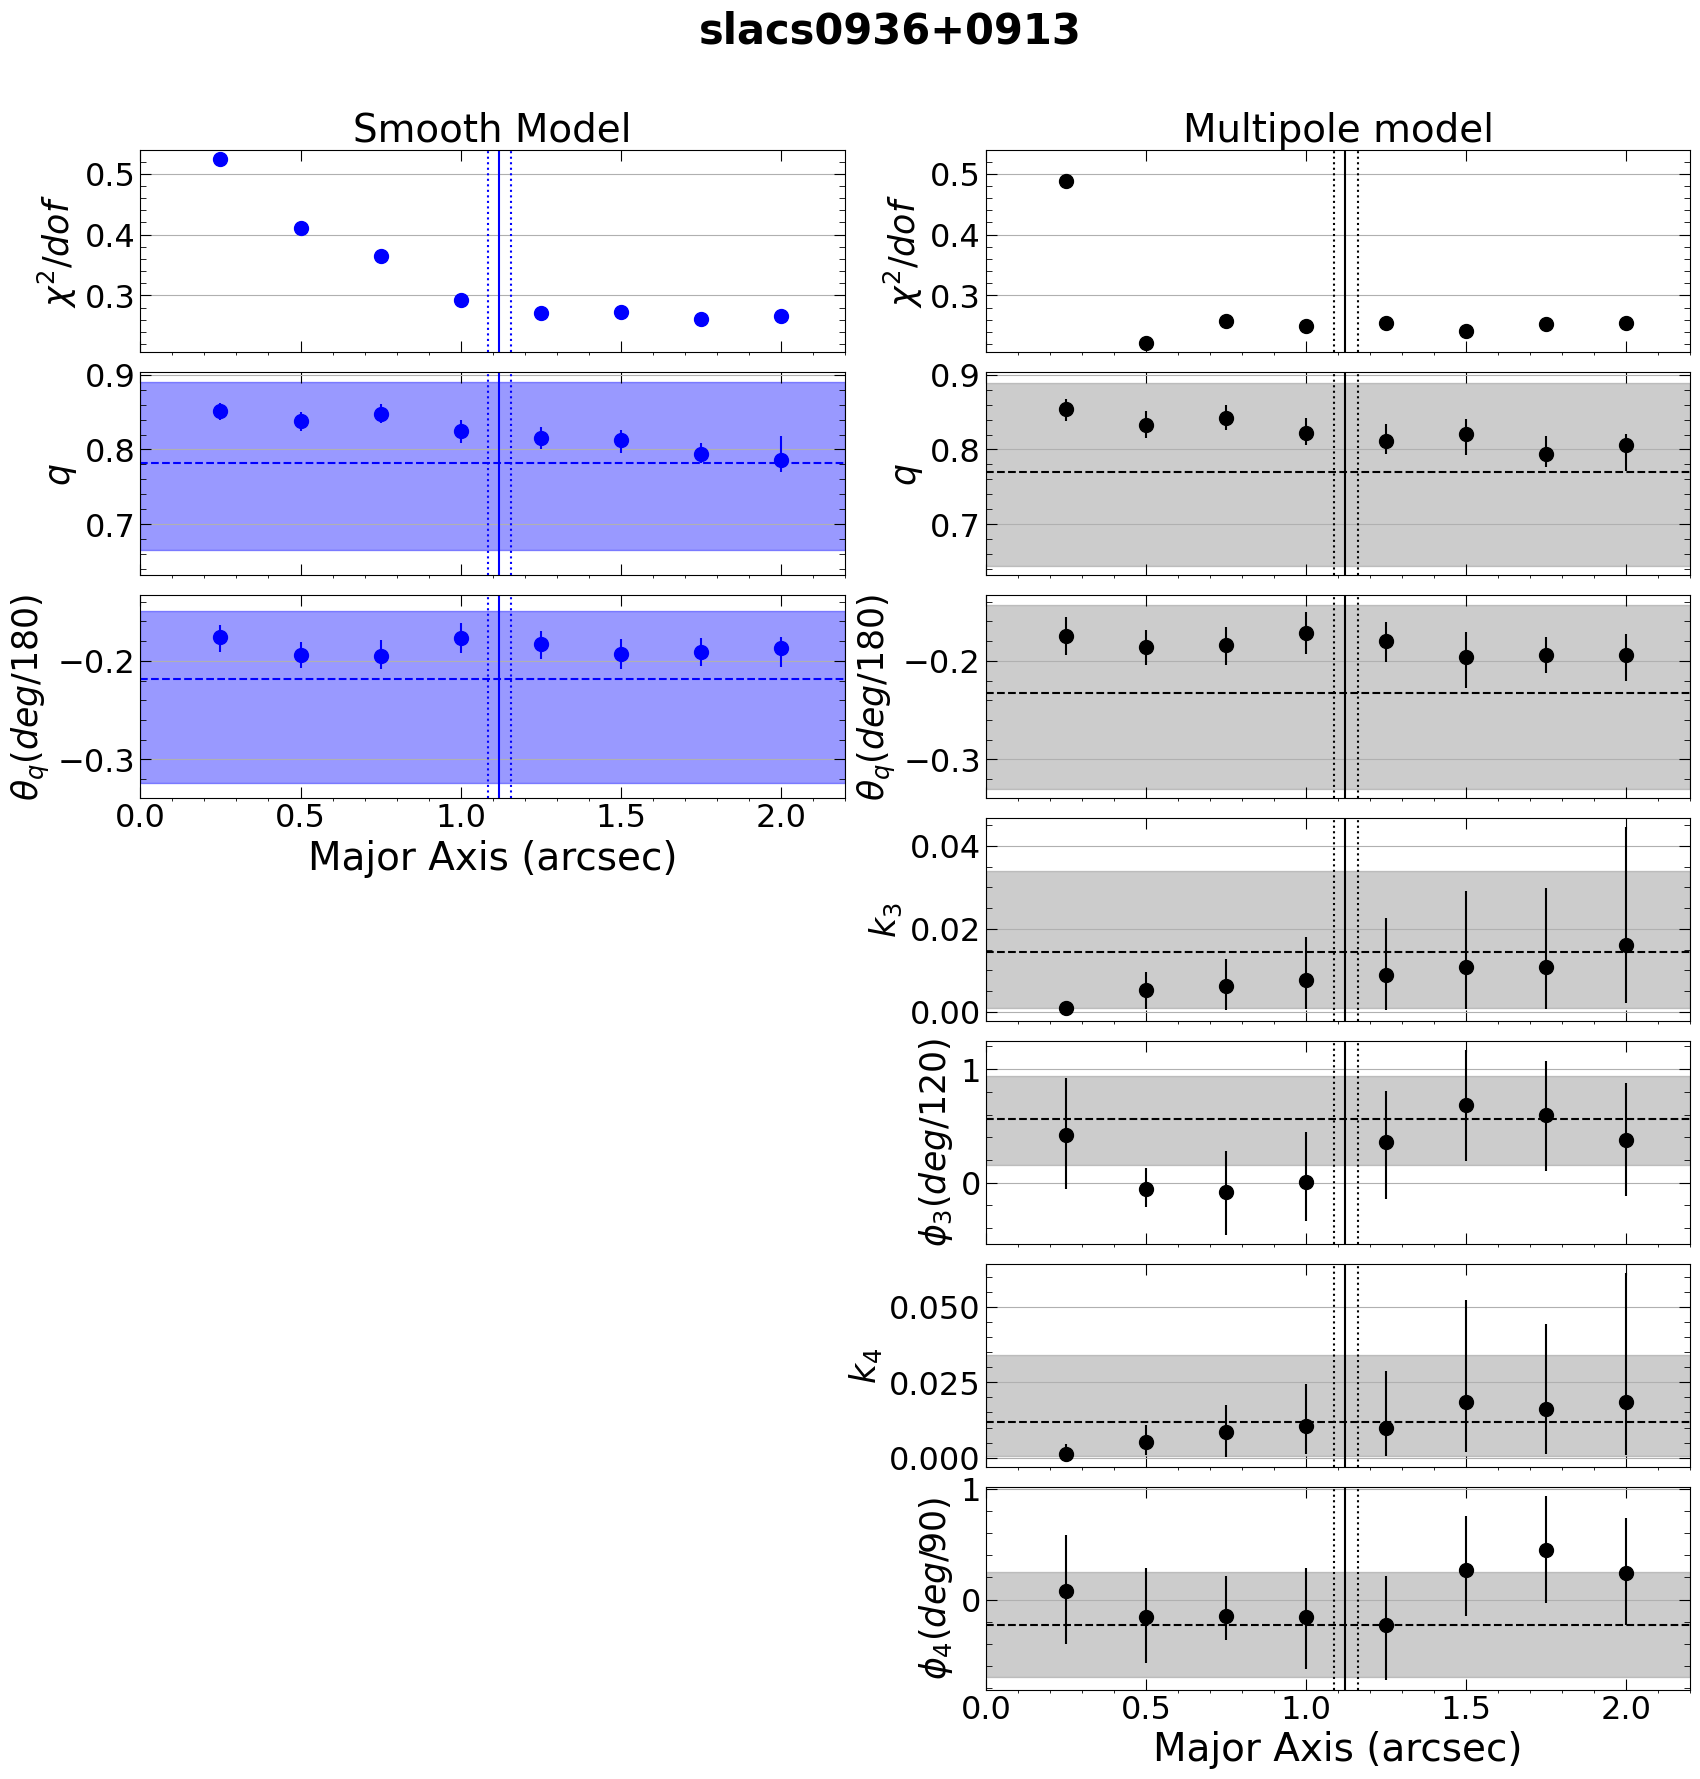 slacs0936+0913
Smooth Model
χ²/dof
0.5
0.4
0.3
q
0.9
0.8
0.7
θ_q(deg/180)
−0.2
−0.3
0.0 0.5 1.0 1.5 2.0
Major Axis (arcsec)
Multipole model
χ²/dof
0.5
0.4
0.3
q
0.9
0.8
0.7
θ_q(deg/180)
−0.2
−0.3
k₃
0.04
0.02
0.00
ϕ₃(deg/120)
1
0
k₄
0.050
0.025
0.000
ϕ₄(deg/90)
1
0
0.0 0.5 1.0 1.5 2.0
Major Axis (arcsec)